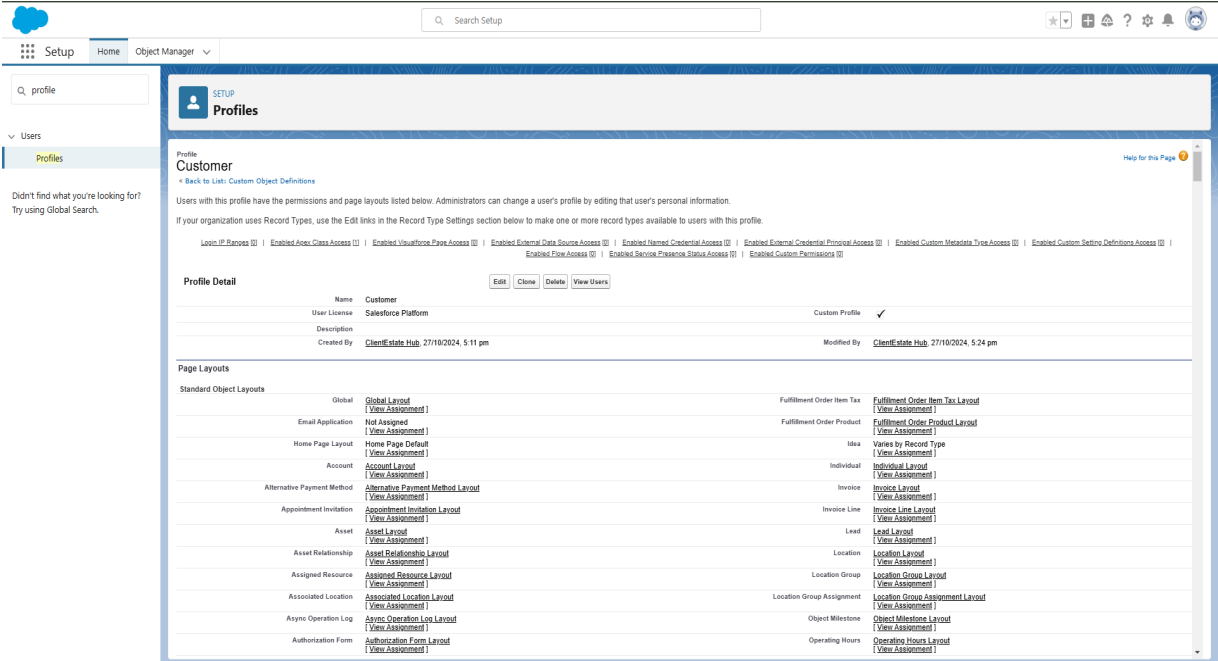 Search Setup
Setup
Home
Object Manager
profile
Users
Profiles
Didn't find what you're looking for?
Try using Global Search.
SETUP
Profiles
Profile
Customer
Help for this Page
« Back to List: Custom Object Definitions
Users with this profile have the permissions and page layouts listed below. Administrators can change a user's profile by editing that user's personal information.
If your organization uses Record Types, use the Edit links in the Record Type Settings section below to make one or more record types available to users with this profile.
Login IP Ranges [0] | Enabled Apex Class Access [1] | Enabled Visualforce Page Access [0] | Enabled External Data Source Access [0] | Enabled Named Credential Access [0] | Enabled External Credential Principal Access [0] | Enabled Custom Metadata Type Access [0] | Enabled Custom Setting Definitions Access [0] |
Enabled Flow Access [0] | Enabled Service Presence Status Access [0] | Enabled Custom Permissions [0]
Profile Detail Edit Clone Delete View Users
Name Customer
User License Salesforce Platform Custom Profile ✓
Description
Created By ClientEstate Hub, 27/10/2024, 5:11 pm Modified By ClientEstate Hub, 27/10/2024, 5:24 pm
Page Layouts
Standard Object Layouts
Global Global Layout Fulfillment Order Item Tax Fulfillment Order Item Tax Layout
[ View Assignment ] [ View Assignment ]
Email Application Not Assigned Fulfillment Order Product Fulfillment Order Product Layout
[ View Assignment ] [ View Assignment ]
Home Page Layout Home Page Default Idea Varies by Record Type
[ View Assignment ] [ View Assignment ]
Account Account Layout Individual Individual Layout
[ View Assignment ] [ View Assignment ]
Alternative Payment Method Alternative Payment Method Layout Invoice Invoice Layout
[ View Assignment ] [ View Assignment ]
Appointment Invitation Appointment Invitation Layout Invoice Line Invoice Line Layout
[ View Assignment ] [ View Assignment ]
Asset Asset Layout Lead Lead Layout
[ View Assignment ] [ View Assignment ]
Asset Relationship Asset Relationship Layout Location Location Layout
[ View Assignment ] [ View Assignment ]
Assigned Resource Assigned Resource Layout Location Group Location Group Layout
[ View Assignment ] [ View Assignment ]
Associated Location Associated Location Layout Location Group Assignment Location Group Assignment Layout
[ View Assignment ] [ View Assignment ]
Async Operation Log Async Operation Log Layout Object Milestone Object Milestone Layout
[ View Assignment ] [ View Assignment ]
Authorization Form Authorization Form Layout Operating Hours Operating Hours Layout
[ View Assignment ] [ View Assignment ]